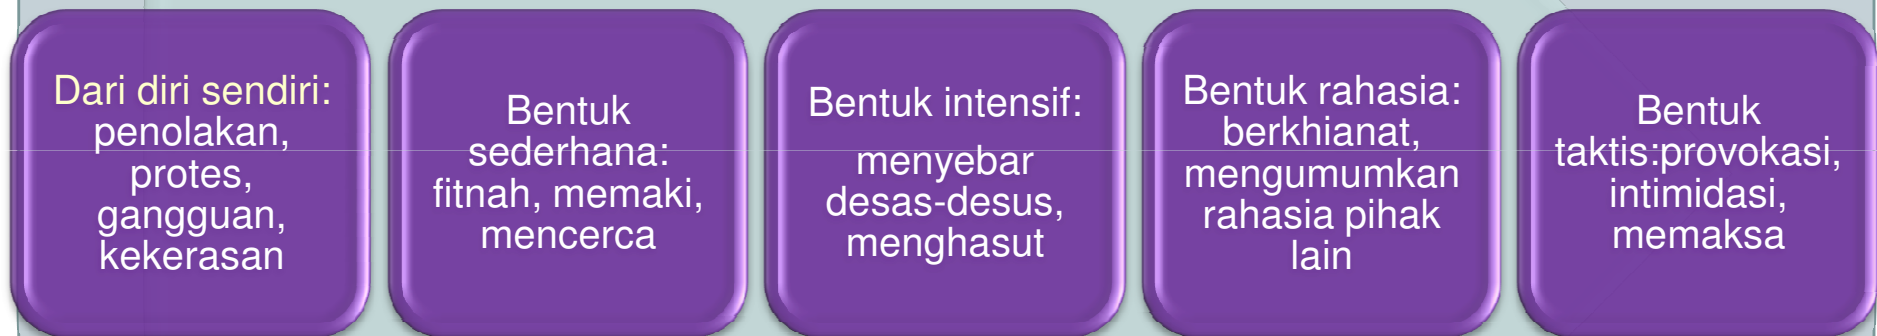 Dari diri sendiri:
penolakan,
protes,
gangguan,
kekerasan
Bentuk
sederhana:
fitnah, memaki,
mencerca
Bentuk intensif:
menyebar
desas-desus,
menghasut
Bentuk rahasia:
berkhianat,
mengumumkan
rahasia pihak
lain
Bentuk
taktis:provokasi,
intimidasi,
memaksa